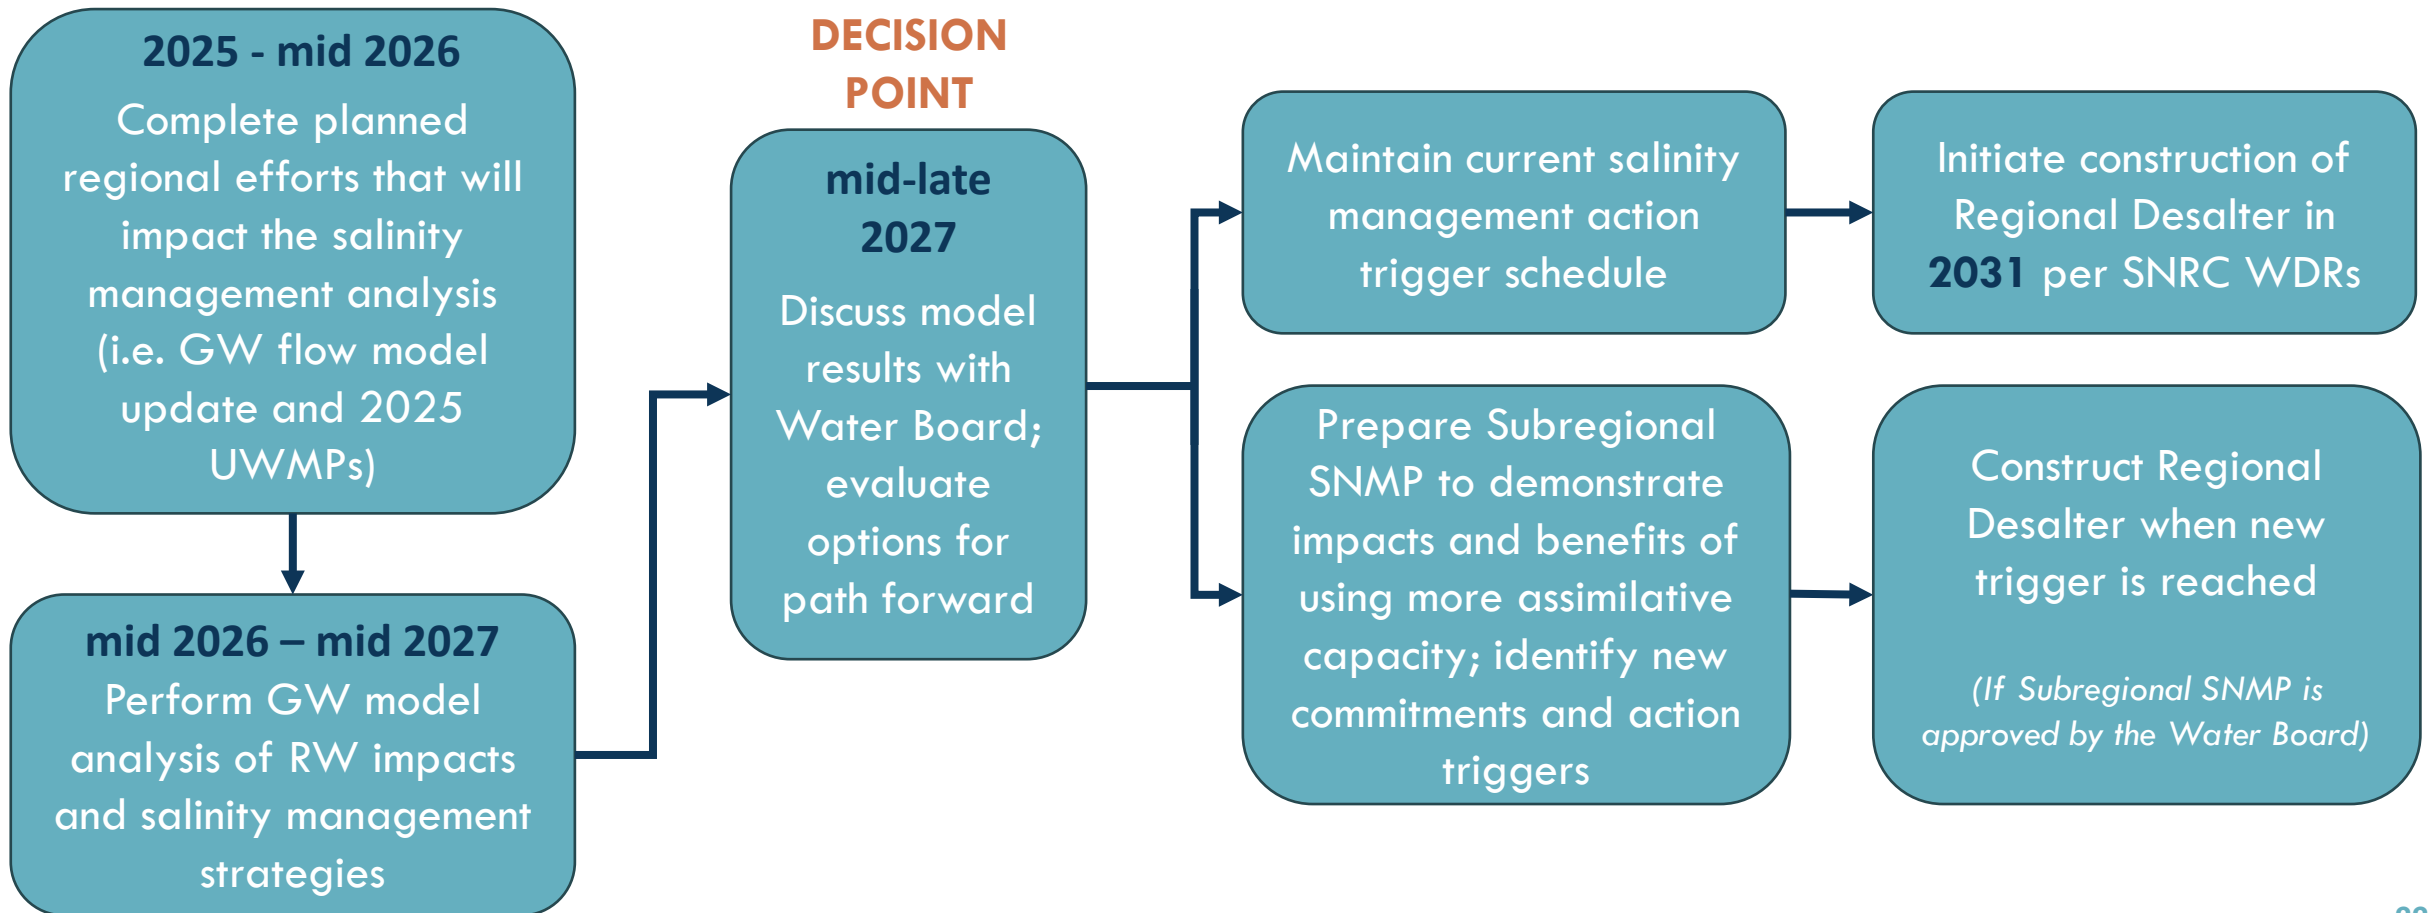 2025 - mid 2026
Complete planned
regional efforts that will
impact the salinity
management analysis
(i.e. GW flow model
update and 2025
UWMPs)
mid 2026 – mid 2027
Perform GW model
analysis of RW impacts
and salinity management
strategies
DECISION
POINT
mid-late
2027
Discuss model
results with
Water Board;
evaluate
options for
path forward
Maintain current salinity
management action
trigger schedule
Initiate construction of
Regional Desalter in
2031 per SNRC WDRs
Prepare Subregional
SNMP to demonstrate
impacts and benefits of
using more assimilative
capacity; identify new
commitments and action
triggers
Construct Regional
Desalter when new
trigger is reached
(If Subregional SNMP is
approved by the Water Board)